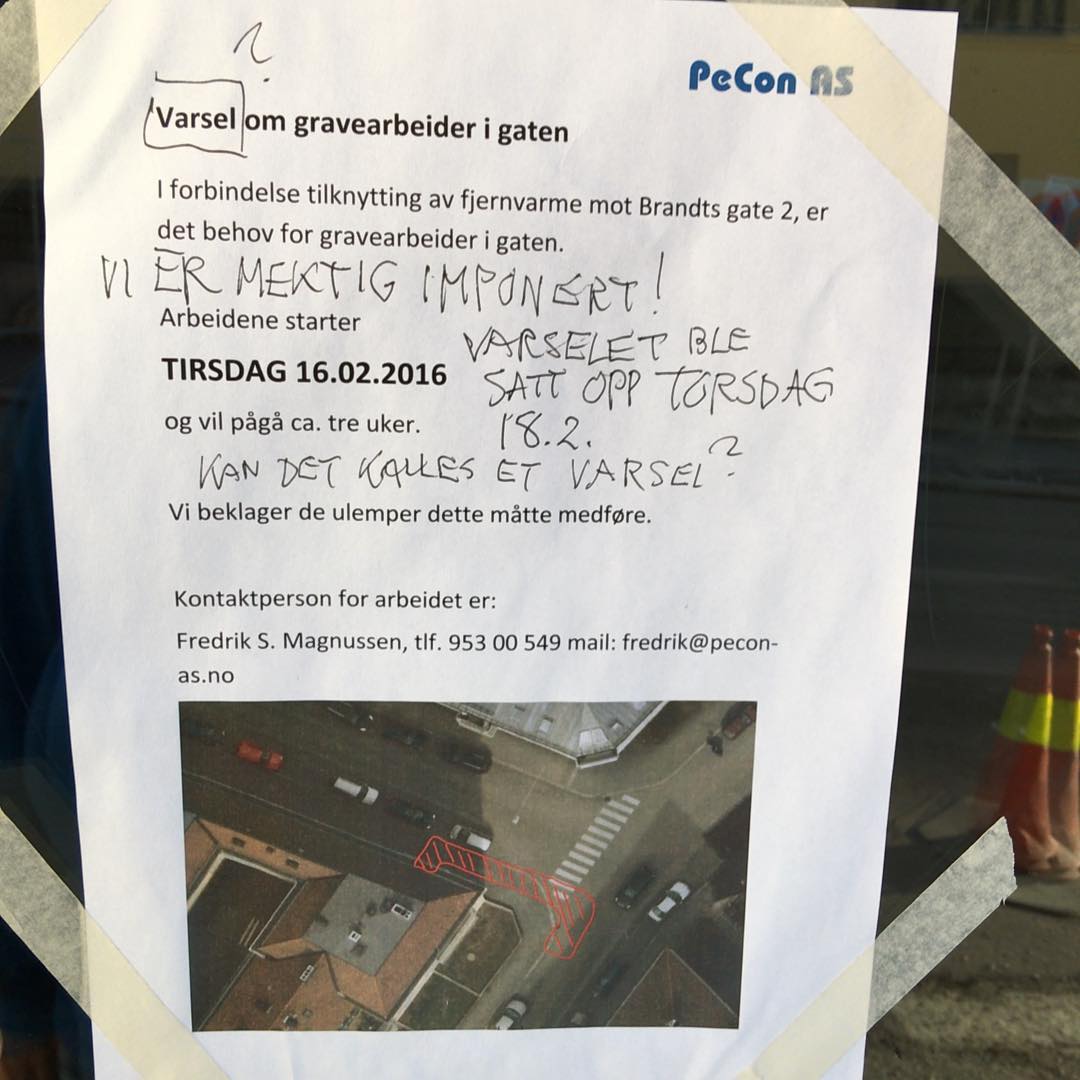 ?
PeCon AS
Varsel om gravearbeider i gaten
I forbindelse tilknytting av fjernvarme mot Brandts gate 2, er
det behov for gravearbeider i gaten.
VI ER MEKTIG IMPONERT!
Arbeidene starter
VARSELET BLE
TIRSDAG 16.02.2016
SATT OPP TORSDAG
og vil pågå ca. tre uker.
18.2.
KAN DET KALLES ET VARSEL?
Vi beklager de ulemper dette måtte medføre.
Kontaktperson for arbeidet er:
Fredrik S. Magnussen, tlf. 953 00 549 mail: fredrik@pecon-
as.no